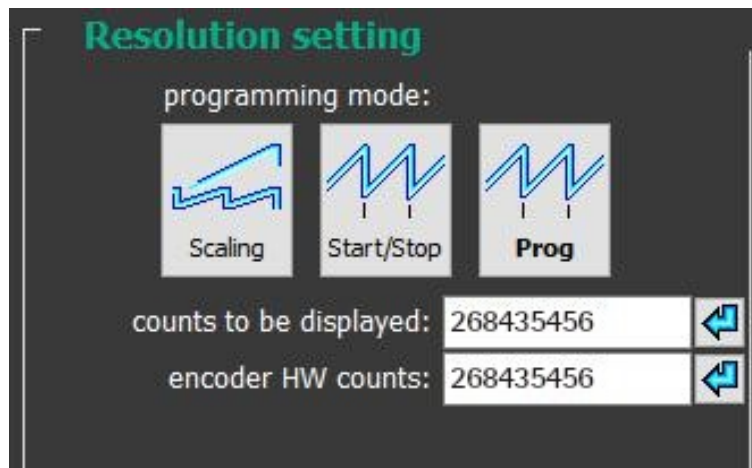 Resolution setting
programming mode:
Scaling Start/Stop Prog
counts to be displayed: 268435456
encoder HW counts: 268435456